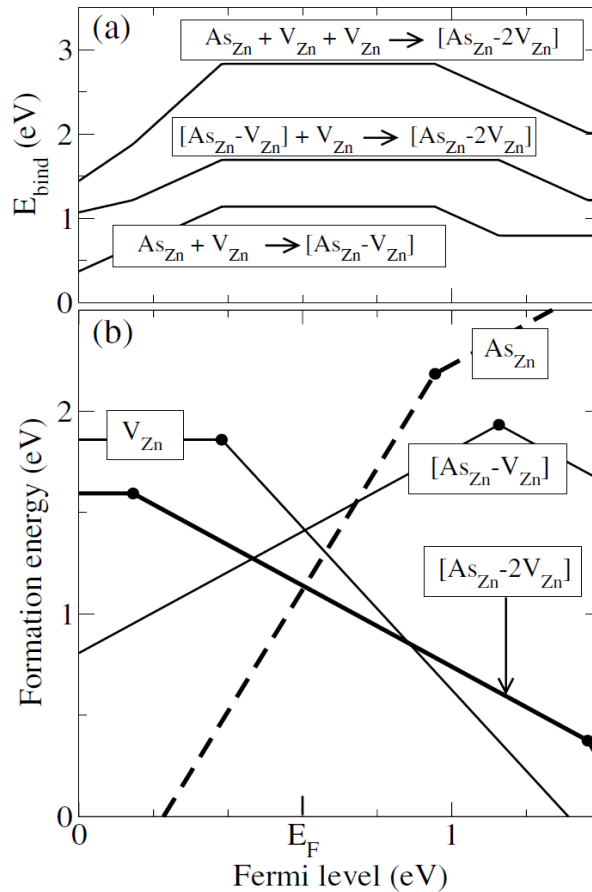 (a)
As_Zn + V_Zn + V_Zn → [As_Zn-2V_Zn]
[As_Zn-V_Zn] + V_Zn → [As_Zn-2V_Zn]
As_Zn + V_Zn → [As_Zn-V_Zn]
E_bind (eV)
3
2
1
0
(b)
As_Zn
V_Zn
[As_Zn-V_Zn]
[As_Zn-2V_Zn]
Formation energy (eV)
2
1
0
0
E_F
1
Fermi level (eV)